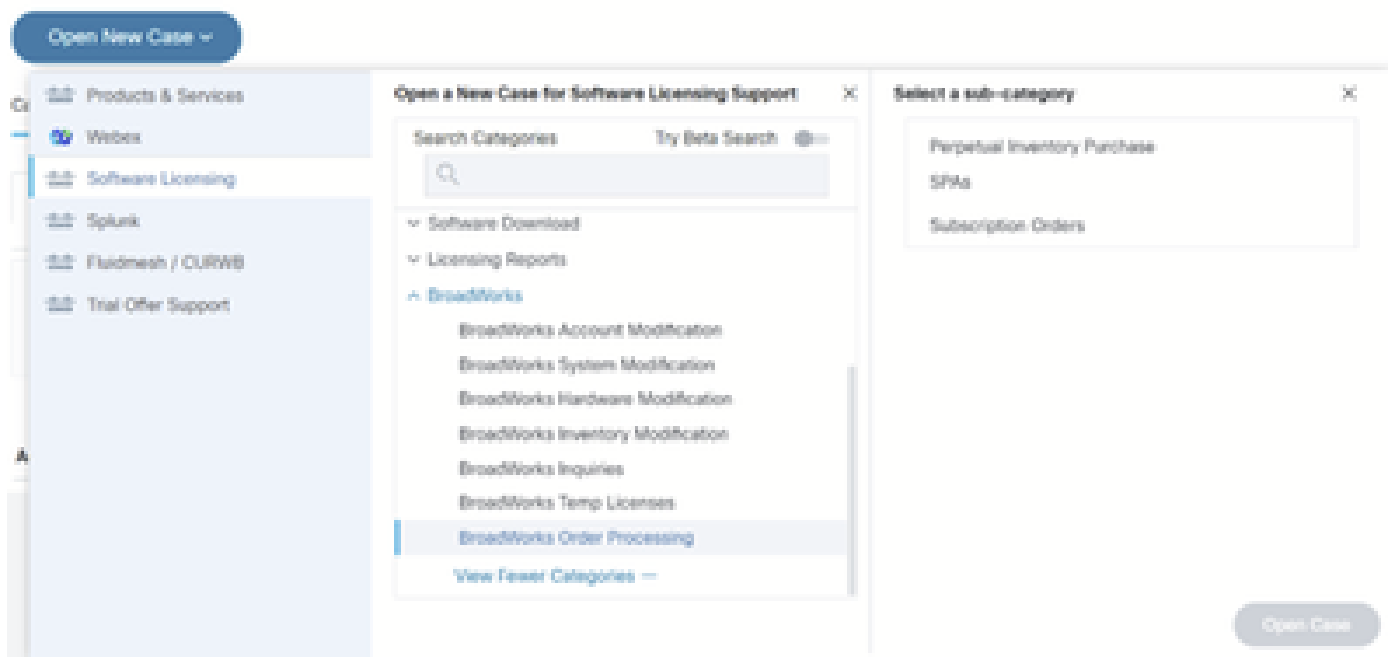 Open New Case
Products & Services
Webex
Software Licensing
Splunk
Fluidmesh / CURWB
Trial Offer Support
Open a New Case for Software Licensing Support
Search Categories Try Beta Search
Software Download
Licensing Reports
BroadWorks
BroadWorks Account Modification
BroadWorks System Modification
BroadWorks Hardware Modification
BroadWorks Inventory Modification
BroadWorks Inquiries
BroadWorks Temp Licenses
BroadWorks Order Processing
View Fewer Categories
Select a sub-category
Perpetual Inventory Purchase
SPAs
Subscription Orders
Open Case